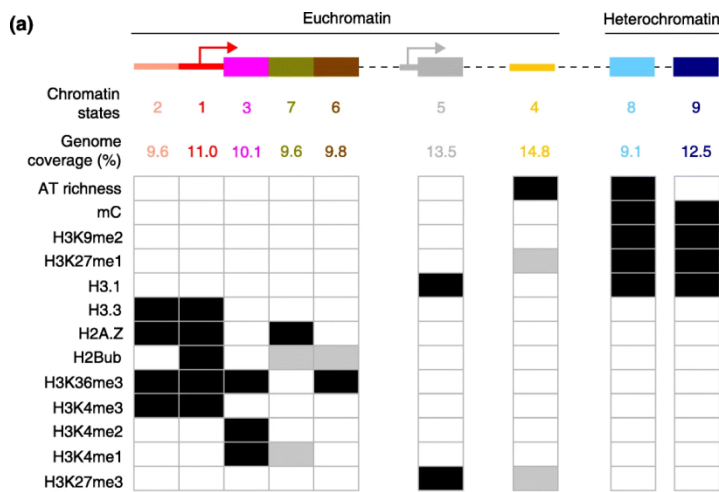 (a)
Euchromatin Heterochromatin
Chromatin
states
2 1 3 7 6 5 4 8 9
Genome
coverage (%)
9.6 11.0 10.1 9.6 9.8 13.5 14.8 9.1 12.5
AT richness
mC
H3K9me2
H3K27me1
H3.1
H3.3
H2A.Z
H2Bub
H3K36me3
H3K4me3
H3K4me2
H3K4me1
H3K27me3